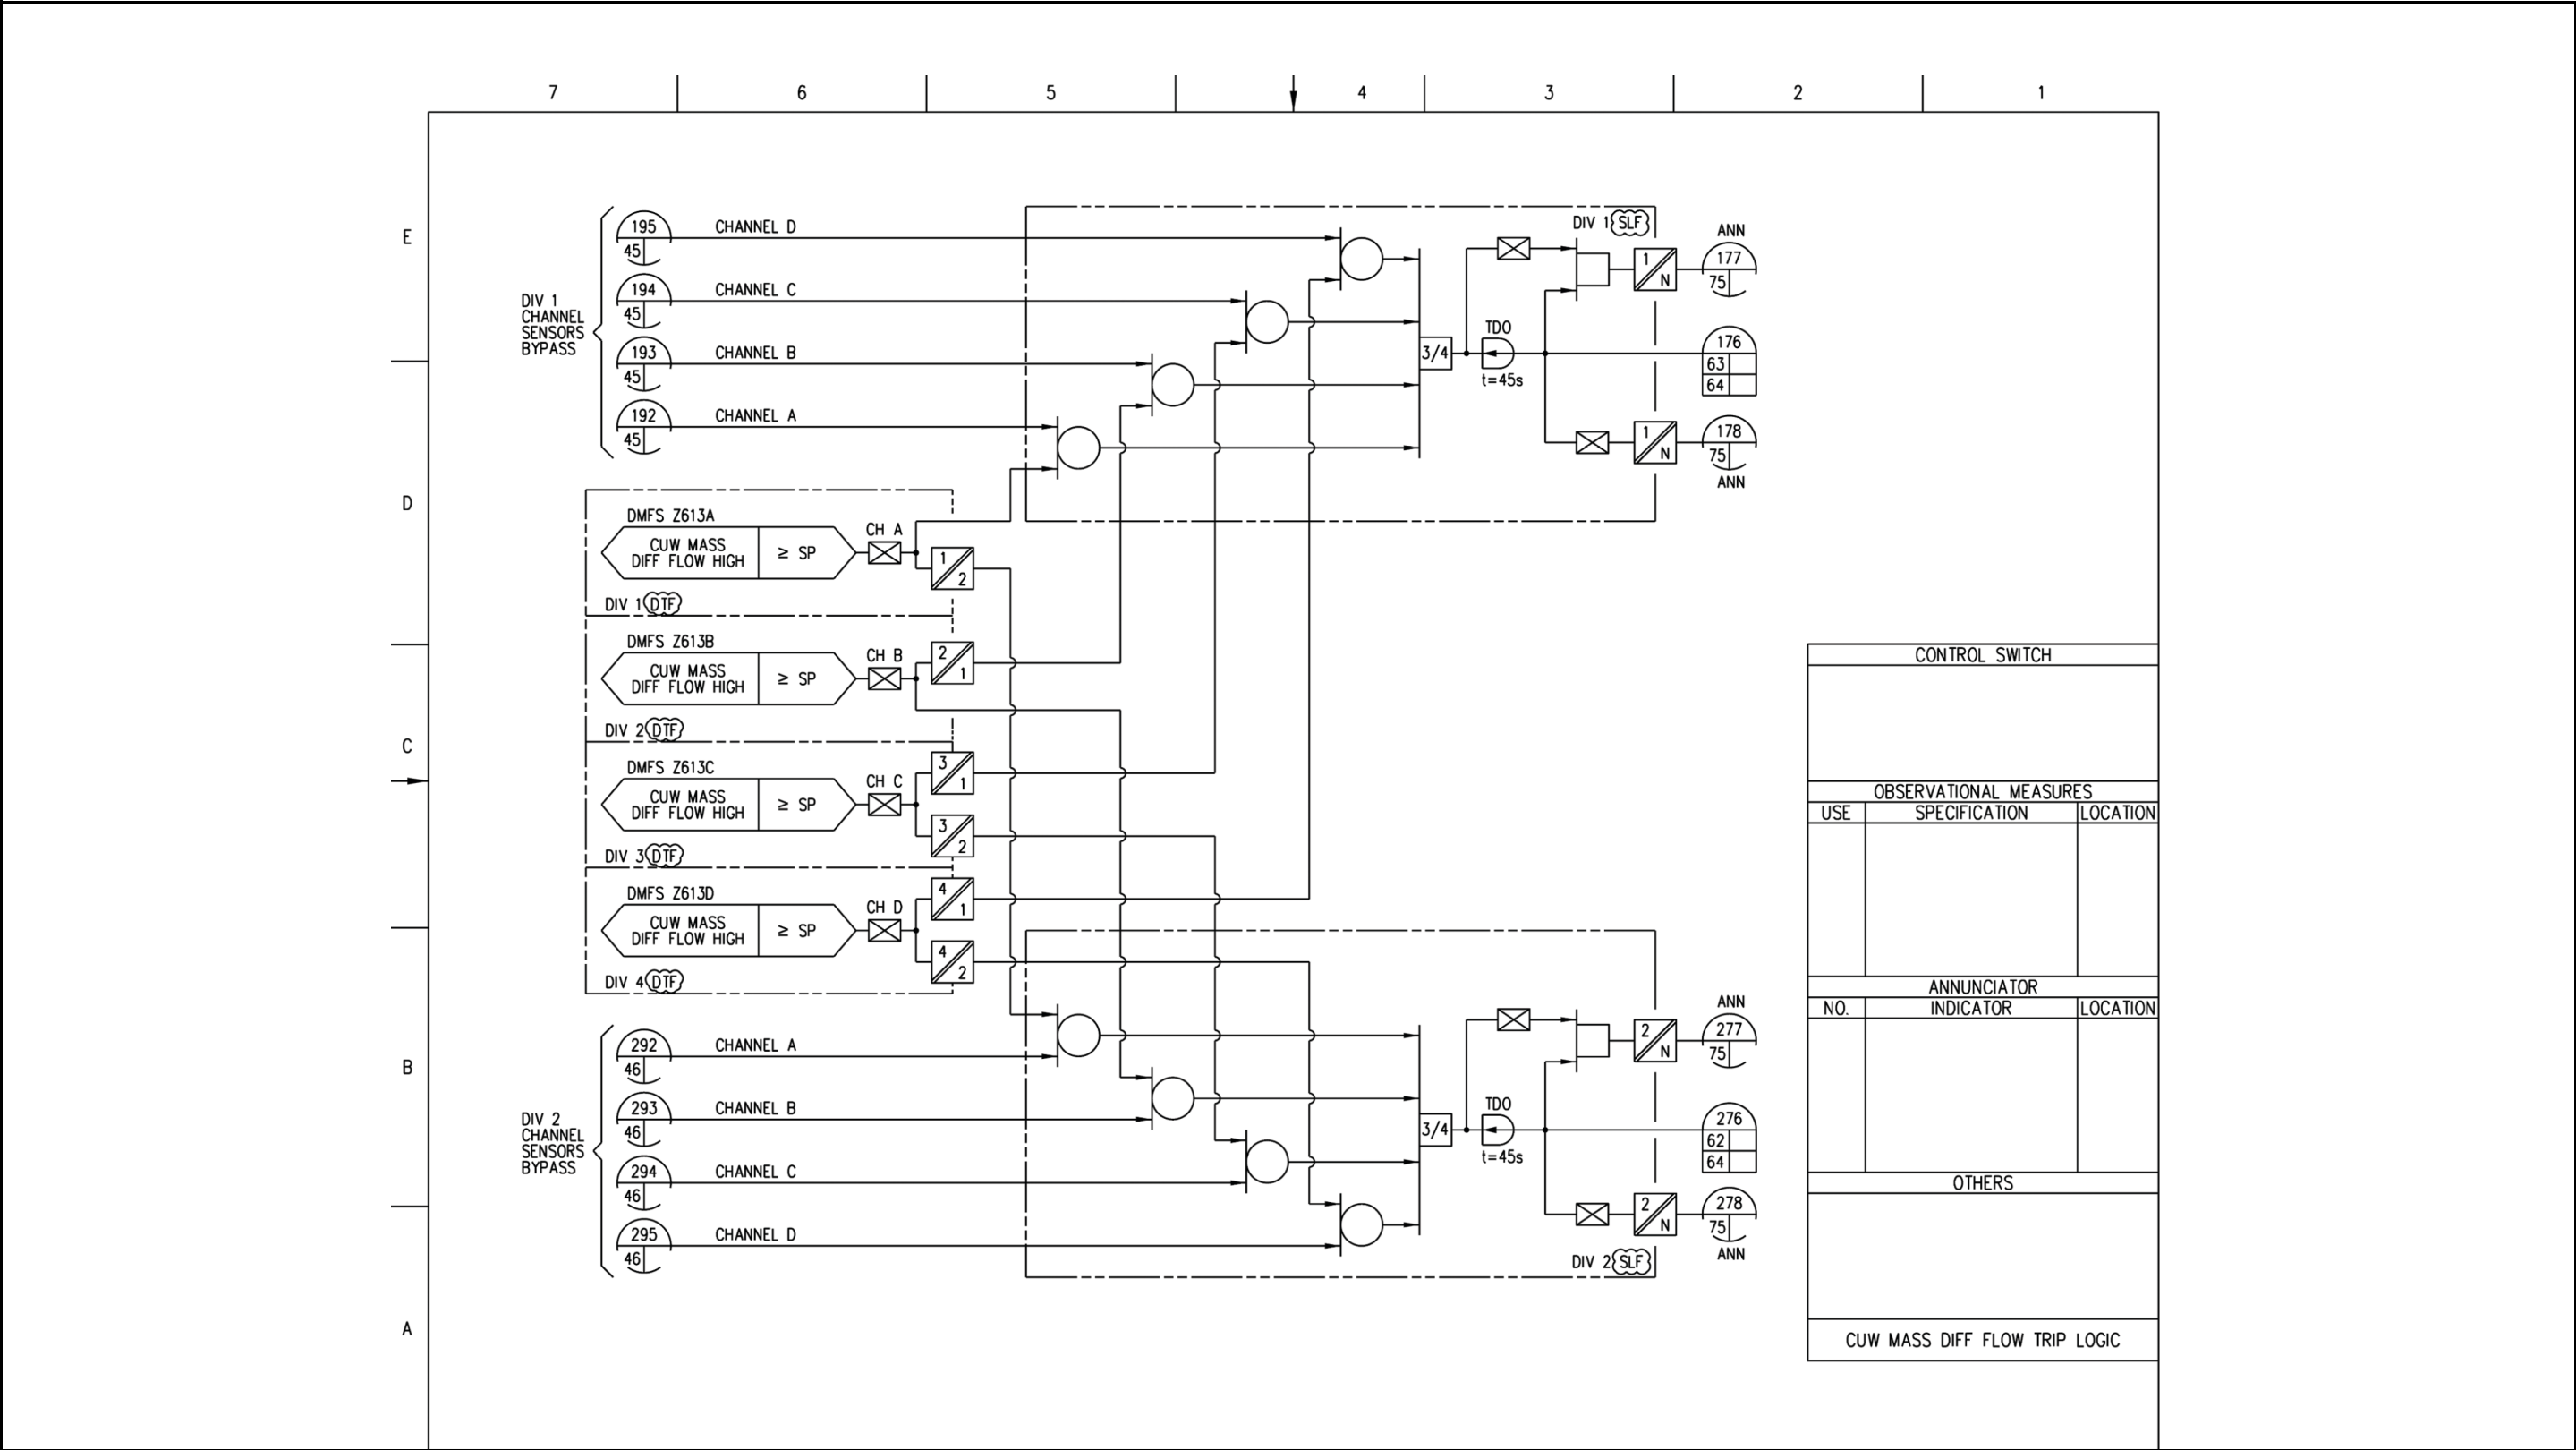 7 6 5 4 3 2 1
E
D
C
B
A
DIV 1
CHANNEL
SENSORS
BYPASS
195
45
CHANNEL D
194
45
CHANNEL C
193
45
CHANNEL B
192
45
CHANNEL A
DIV 1 SLF
3/4
TDO
t=45s
1 N
ANN
177
75
176
63
64
1 N
178
75
ANN
DMFS Z613A
CUW MASS
DIFF FLOW HIGH
≥ SP
CH A
1 2
DIV 1 DTF
DMFS Z613B
CUW MASS
DIFF FLOW HIGH
≥ SP
CH B
2 1
DIV 2 DTF
DMFS Z613C
CUW MASS
DIFF FLOW HIGH
≥ SP
CH C
3 1
3 2
DIV 3 DTF
DMFS Z613D
CUW MASS
DIFF FLOW HIGH
≥ SP
CH D
4 1
4 2
DIV 4 DTF
DIV 2
CHANNEL
SENSORS
BYPASS
292
46
CHANNEL A
293
46
CHANNEL B
294
46
CHANNEL C
295
46
CHANNEL D
3/4
TDO
t=45s
2 N
ANN
277
75
276
62
64
2 N
278
75
ANN
DIV 2 SLF
CONTROL SWITCH
OBSERVATIONAL MEASURES
USE SPECIFICATION LOCATION
ANNUNCIATOR
NO. INDICATOR LOCATION
OTHERS
CUW MASS DIFF FLOW TRIP LOGIC